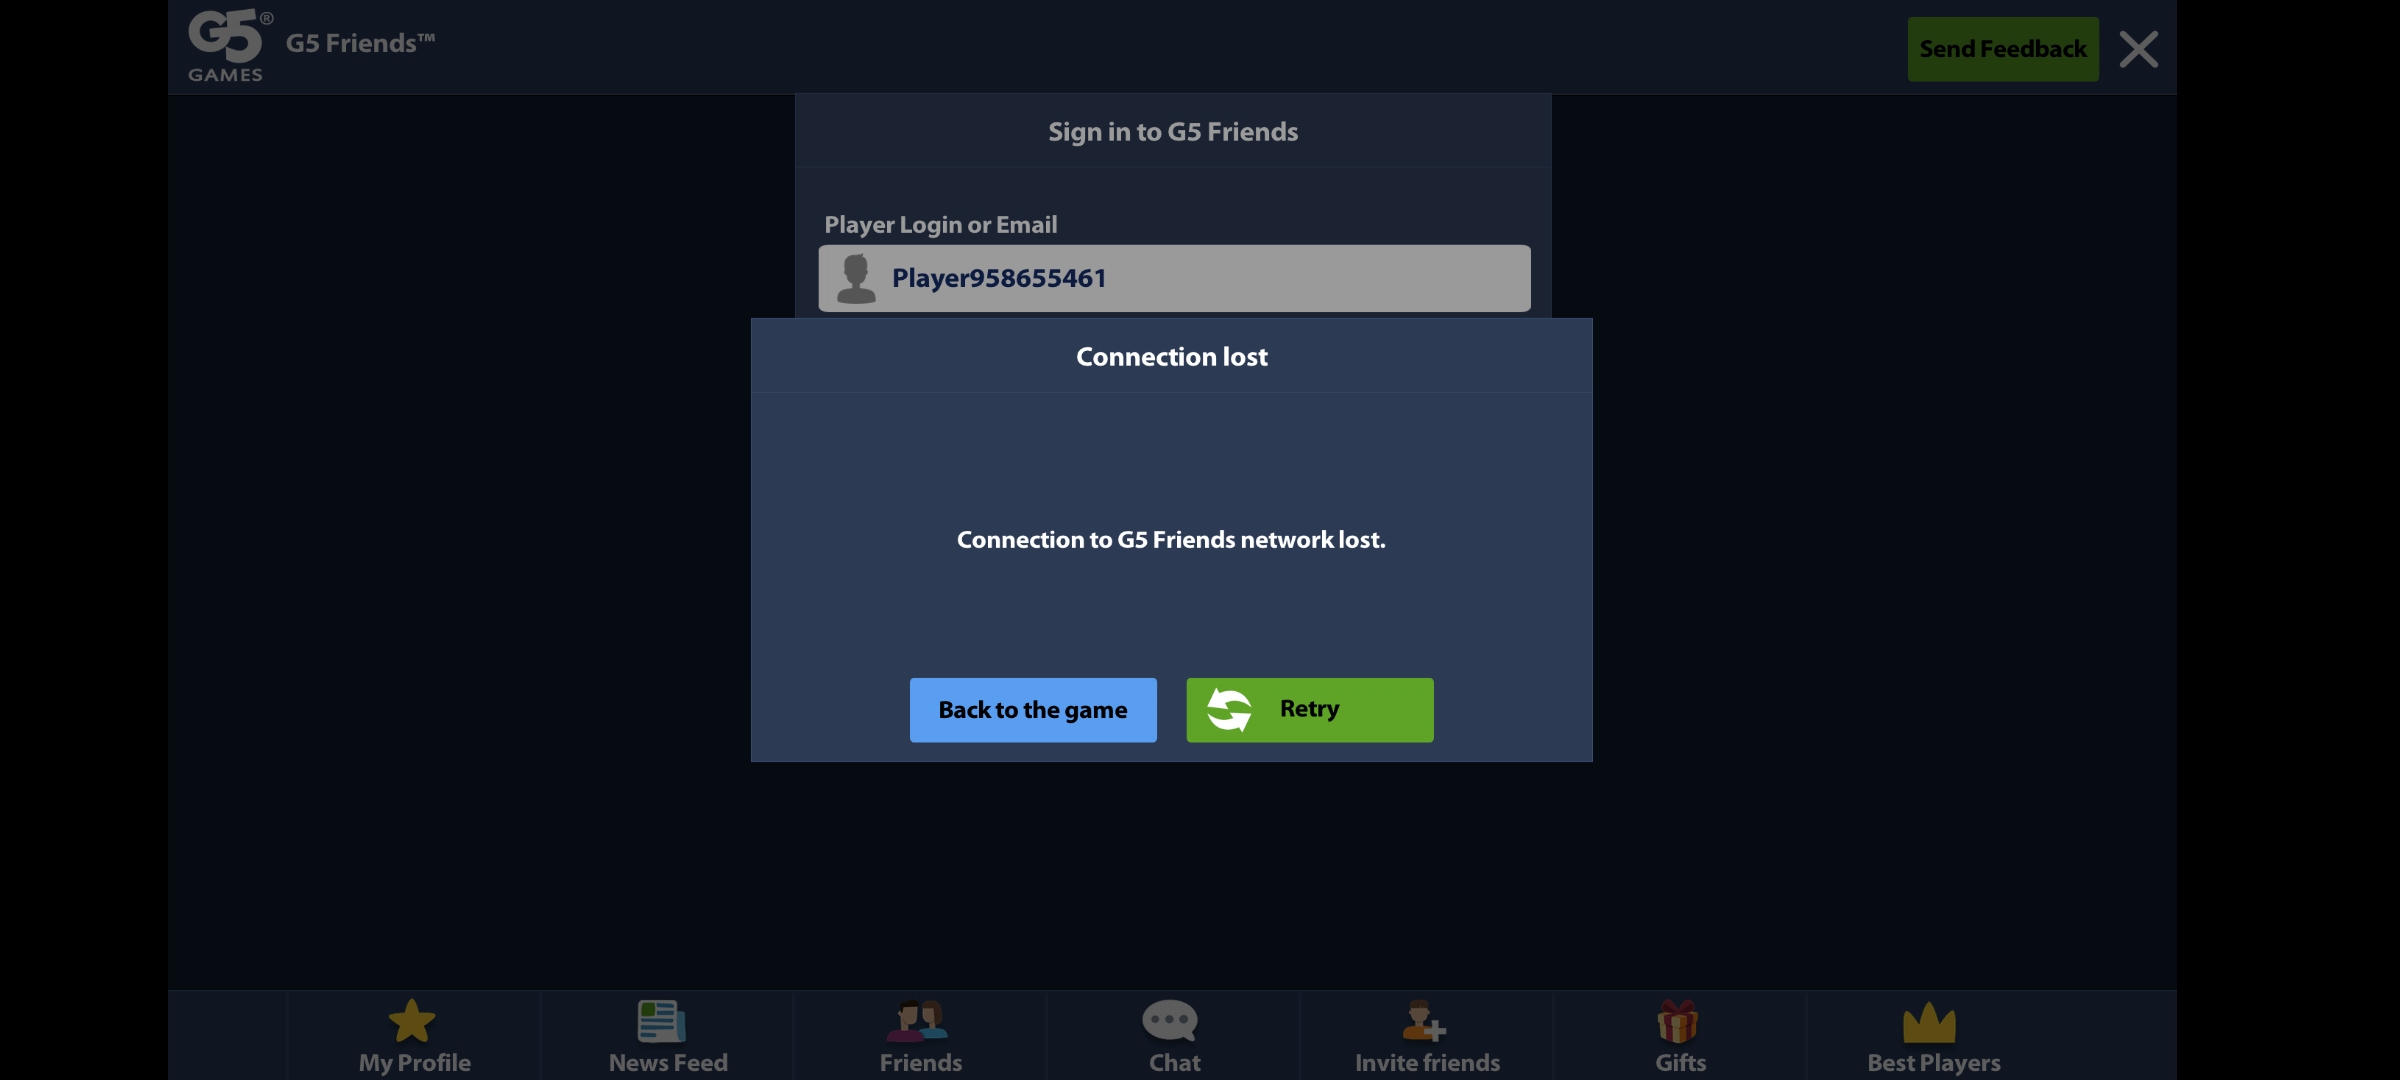 G5®
GAMES
G5 Friends™
Send Feedback
Sign in to G5 Friends
Player Login or Email
Player958655461
Connection lost
Connection to G5 Friends network lost.
Back to the game
Retry
My Profile
News Feed
Friends
Chat
Invite friends
Gifts
Best Players